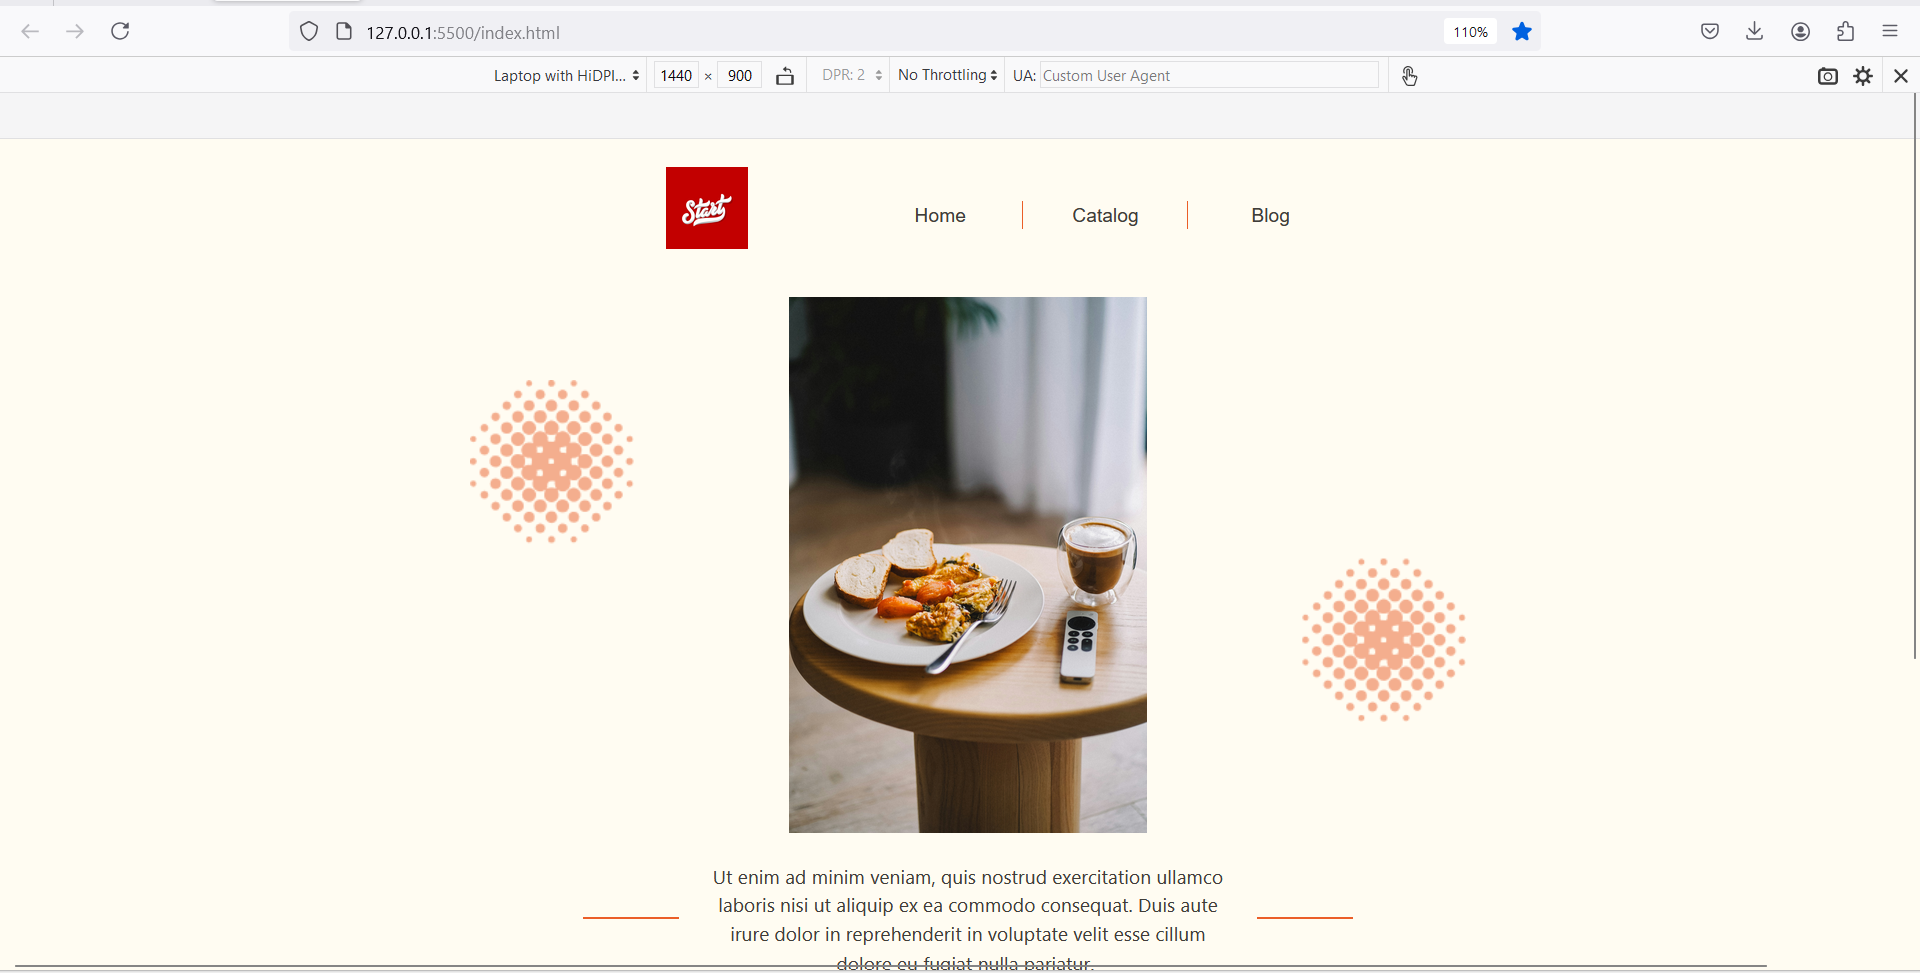 127.0.0.1:5500/index.html
110%
Laptop with HiDPI... 1440 × 900 DPR: 2 No Throttling UA: Custom User Agent
Start
Home Catalog Blog
Ut enim ad minim veniam, quis nostrud exercitation ullamco
laboris nisi ut aliquip ex ea commodo consequat. Duis aute
irure dolor in reprehenderit in voluptate velit esse cillum
dolore eu fugiat nulla pariatur.